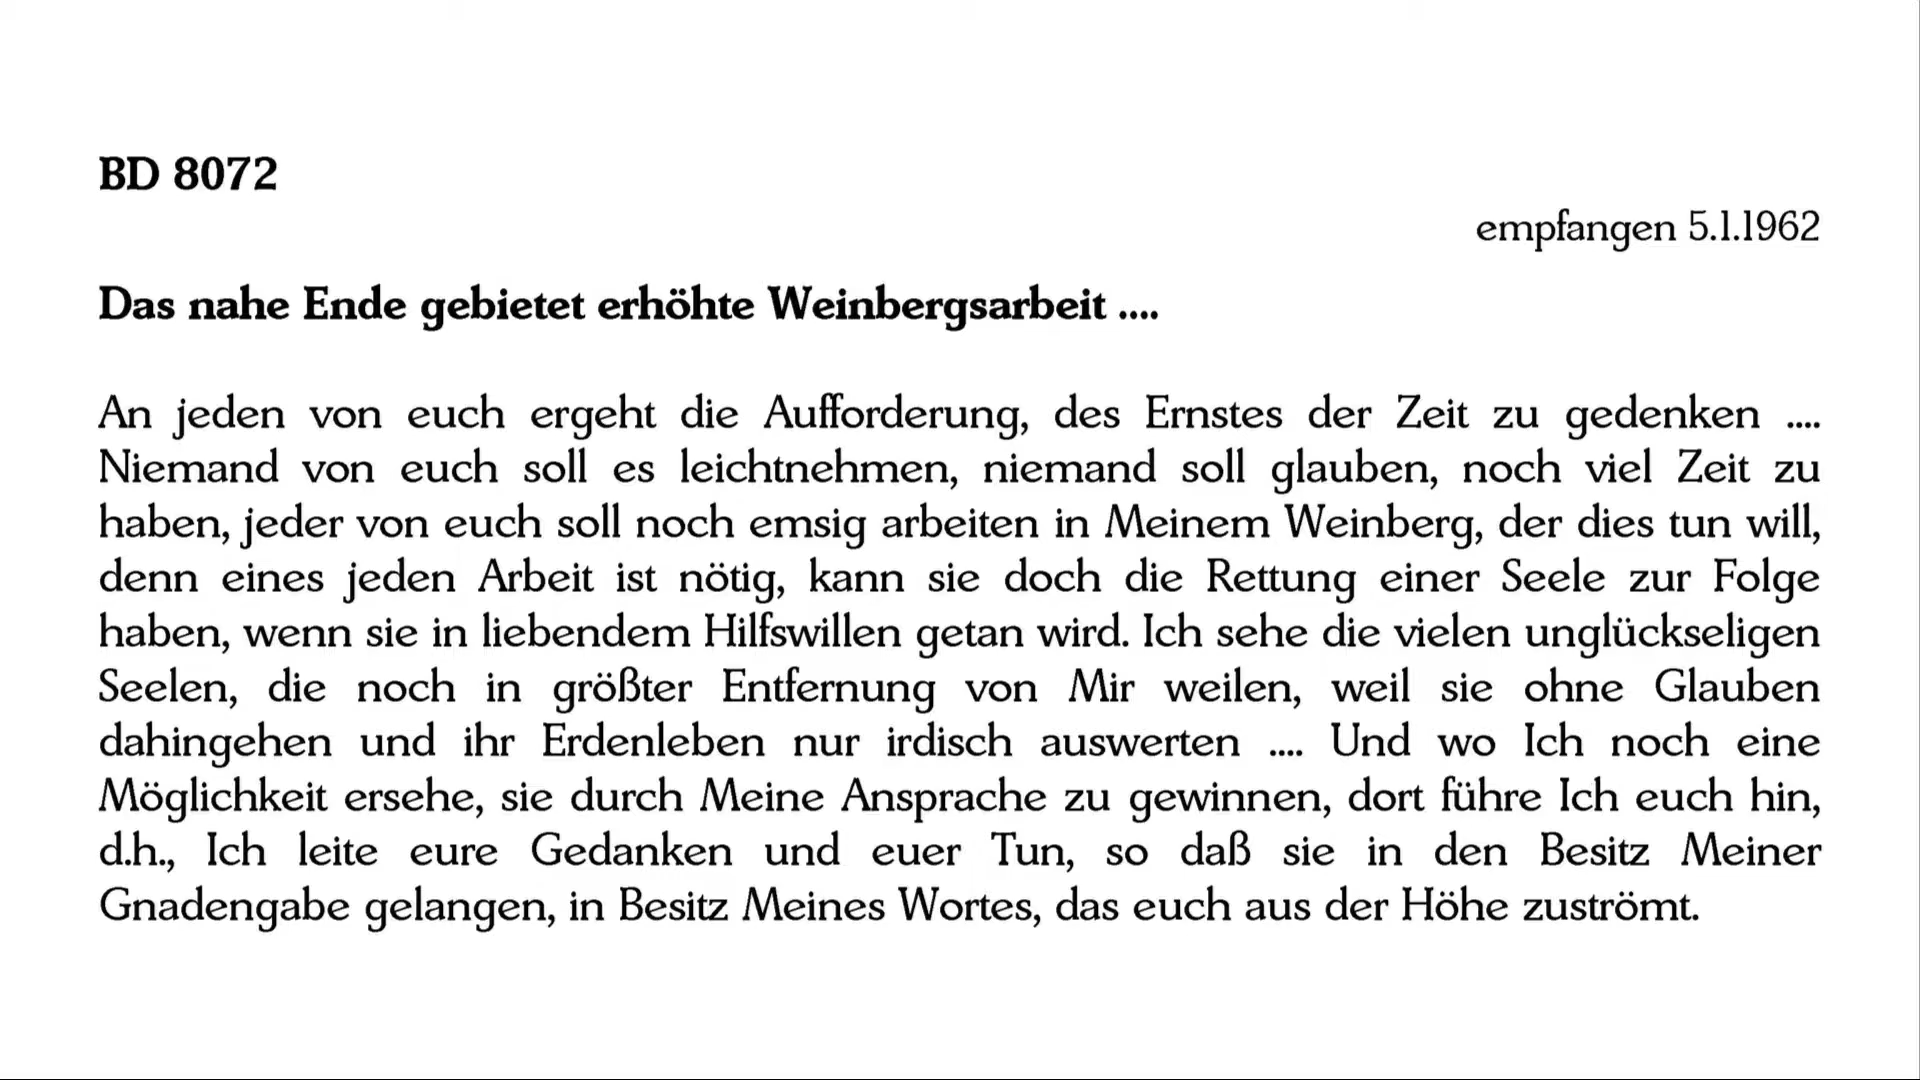 BD 8072
empfangen 5.1.1962
Das nahe Ende gebietet erhöhte Weinbergsarbeit ....
An jeden von euch ergeht die Aufforderung, des Ernstes der Zeit zu gedenken ....
Niemand von euch soll es leichtnehmen, niemand soll glauben, noch viel Zeit zu
haben, jeder von euch soll noch emsig arbeiten in Meinem Weinberg, der dies tun will,
denn eines jeden Arbeit ist nötig, kann sie doch die Rettung einer Seele zur Folge
haben, wenn sie in liebendem Hilfswillen getan wird. Ich sehe die vielen unglückseligen
Seelen, die noch in größter Entfernung von Mir weilen, weil sie ohne Glauben
dahingehen und ihr Erdenleben nur irdisch auswerten .... Und wo Ich noch eine
Möglichkeit ersehe, sie durch Meine Ansprache zu gewinnen, dort führe Ich euch hin,
d.h., Ich leite eure Gedanken und euer Tun, so daß sie in den Besitz Meiner
Gnadengabe gelangen, in Besitz Meines Wortes, das euch aus der Höhe zuströmt.